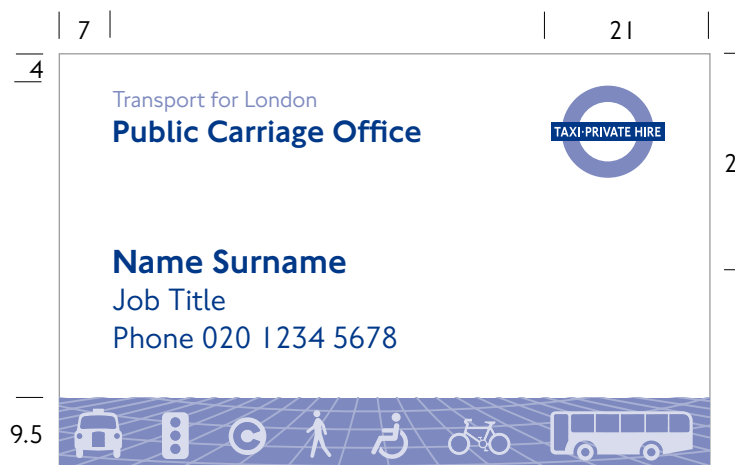 7
21
4
Transport for London
Public Carriage Office
TAXI·PRIVATE HIRE
2
Name Surname
Job Title
Phone 020 1234 5678
9.5
C